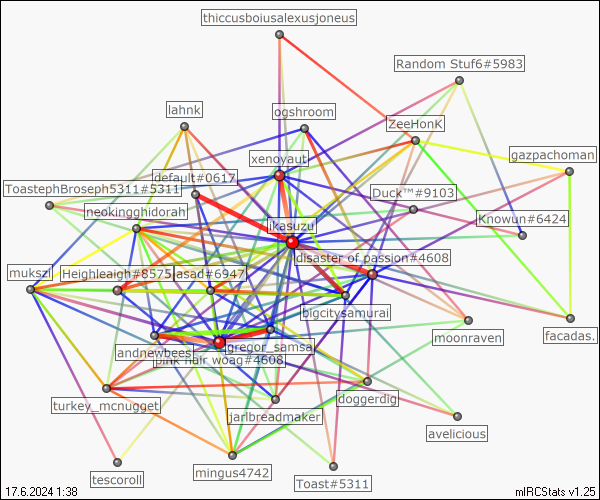 thiccusboiusalexusjoneus
Random Stuf6#5983
lahnk
ogshroom
ZeeHonK
xenoyaut
gazpachoman
default#0617
ToastephBroseph5311#5311
Duck™#9103
neokingghidorah
ikasuzu
Knowun#6424
disaster of passion#4608
mukszi
Heighleaigh#8575
asad#6947
bigcitysamurai
moonraven
facadas.
gregor_samsa
andnewbees
pink flulr woag#4608
turkey_mcnugget
doggerdig
jarlbreadmaker
avelicious
tescoroll
mingus4742
Toast#5311
17.6.2024 1:38
mIRCStats v1.25